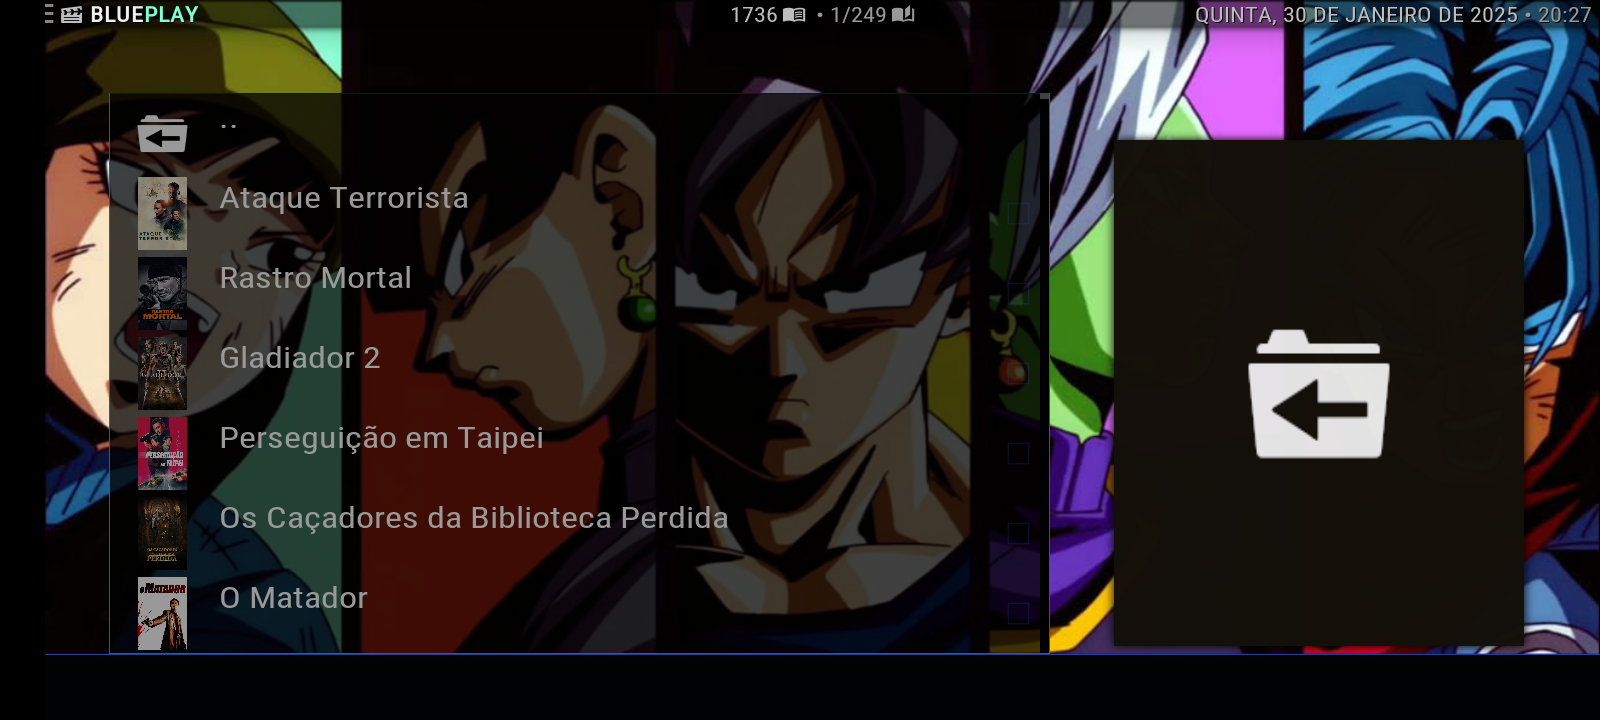 BLUEPLAY
1736 • 1/249
QUINTA, 30 DE JANEIRO DE 2025 • 20:27
..
Ataque Terrorista
Rastro Mortal
Gladiador 2
Perseguição em Taipei
Os Caçadores da Biblioteca Perdida
O Matador